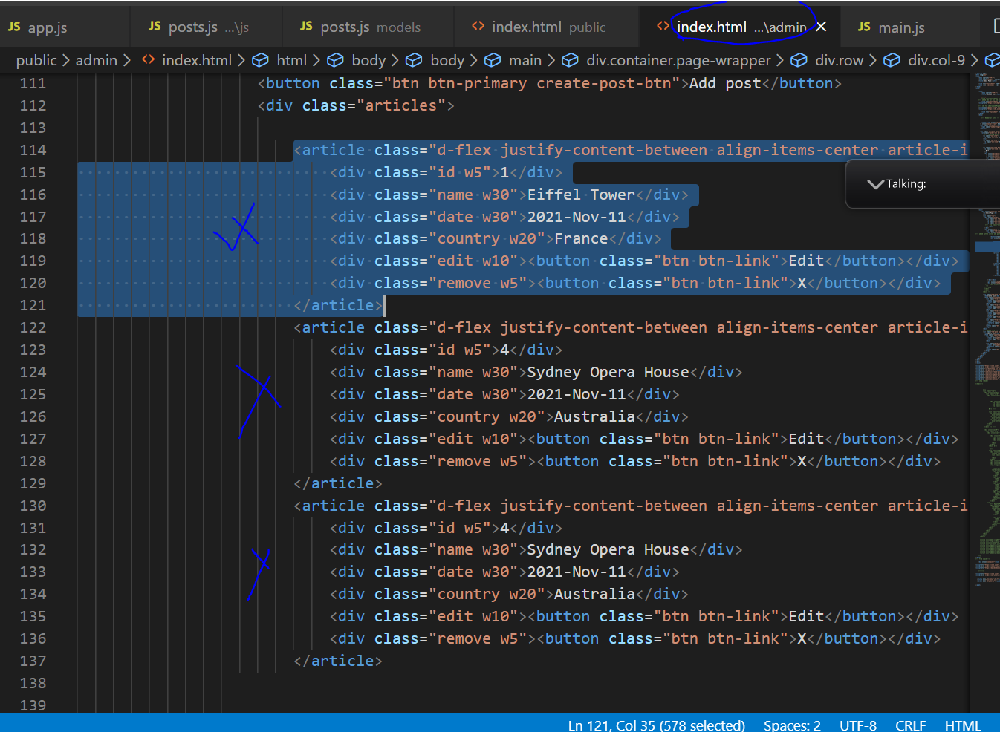 JS app.js JS posts.js ...\js JS posts.js models <> index.html public <> index.html ...\admin × JS main.js
public > admin > <> index.html > html > body > body > main > div.container.page-wrapper > div.row > div.col-9 >
111 <button class="btn btn-primary create-post-btn">Add post</button>
112 <div class="articles">
113
114 <article class="d-flex justify-content-between align-items-center article-i
115 <div class="id w5">1</div>
Talking:
116 <div class="name w30">Eiffel Tower</div>
117 <div class="date w30">2021-Nov-11</div>
118 <div class="country w20">France</div>
119 <div class="edit w10"><button class="btn btn-link">Edit</button></div>
120 <div class="remove w5"><button class="btn btn-link">X</button></div>
121 </article>
122 <article class="d-flex justify-content-between align-items-center article-i
123 <div class="id w5">4</div>
124 <div class="name w30">Sydney Opera House</div>
125 <div class="date w30">2021-Nov-11</div>
126 <div class="country w20">Australia</div>
127 <div class="edit w10"><button class="btn btn-link">Edit</button></div>
128 <div class="remove w5"><button class="btn btn-link">X</button></div>
129 </article>
130 <article class="d-flex justify-content-between align-items-center article-i
131 <div class="id w5">4</div>
132 <div class="name w30">Sydney Opera House</div>
133 <div class="date w30">2021-Nov-11</div>
134 <div class="country w20">Australia</div>
135 <div class="edit w10"><button class="btn btn-link">Edit</button></div>
136 <div class="remove w5"><button class="btn btn-link">X</button></div>
137 </article>
138
139
Ln 121, Col 35 (578 selected) Spaces: 2 UTF-8 CRLF HTML